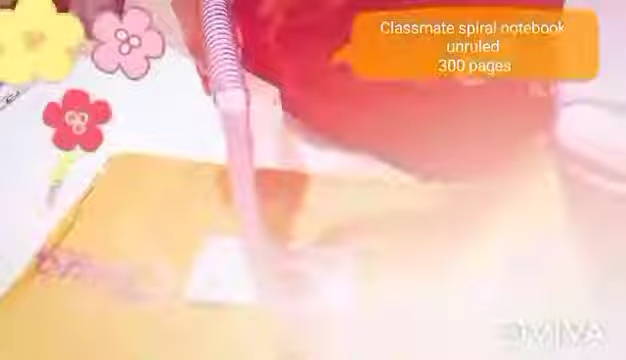 Classmate spiral notebook
unruled
300 pages